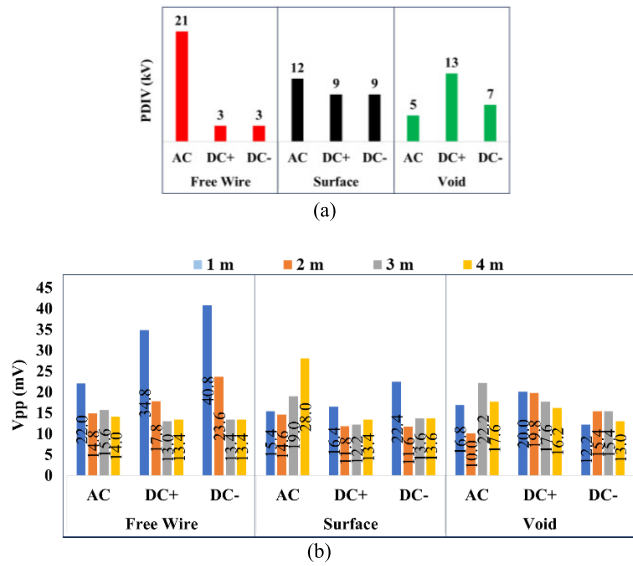 21
12
13
9
9
7
5
3
3
PDIV (kV)
AC DC+ DC- AC DC+ DC- AC DC+ DC-
Free Wire Surface Void
(a)
1 m 2 m 3 m 4 m
Vpp (mV)
45
40
35
30
25
20
15
10
5
0
22.0 14.8 15.6 14.0 34.8 17.8 13.0 13.4 40.8 23.6 13.4 13.4 15.4 14.6 19.0 28.0 16.4 11.8 12.2 13.4 22.4 11.6 13.6 13.6 16.8 10.0 22.2 17.6 20.0 19.8 17.6 16.2 12.2 15.4 15.4 13.0
AC DC+ DC- AC DC+ DC- AC DC+ DC-
Free Wire Surface Void
(b)